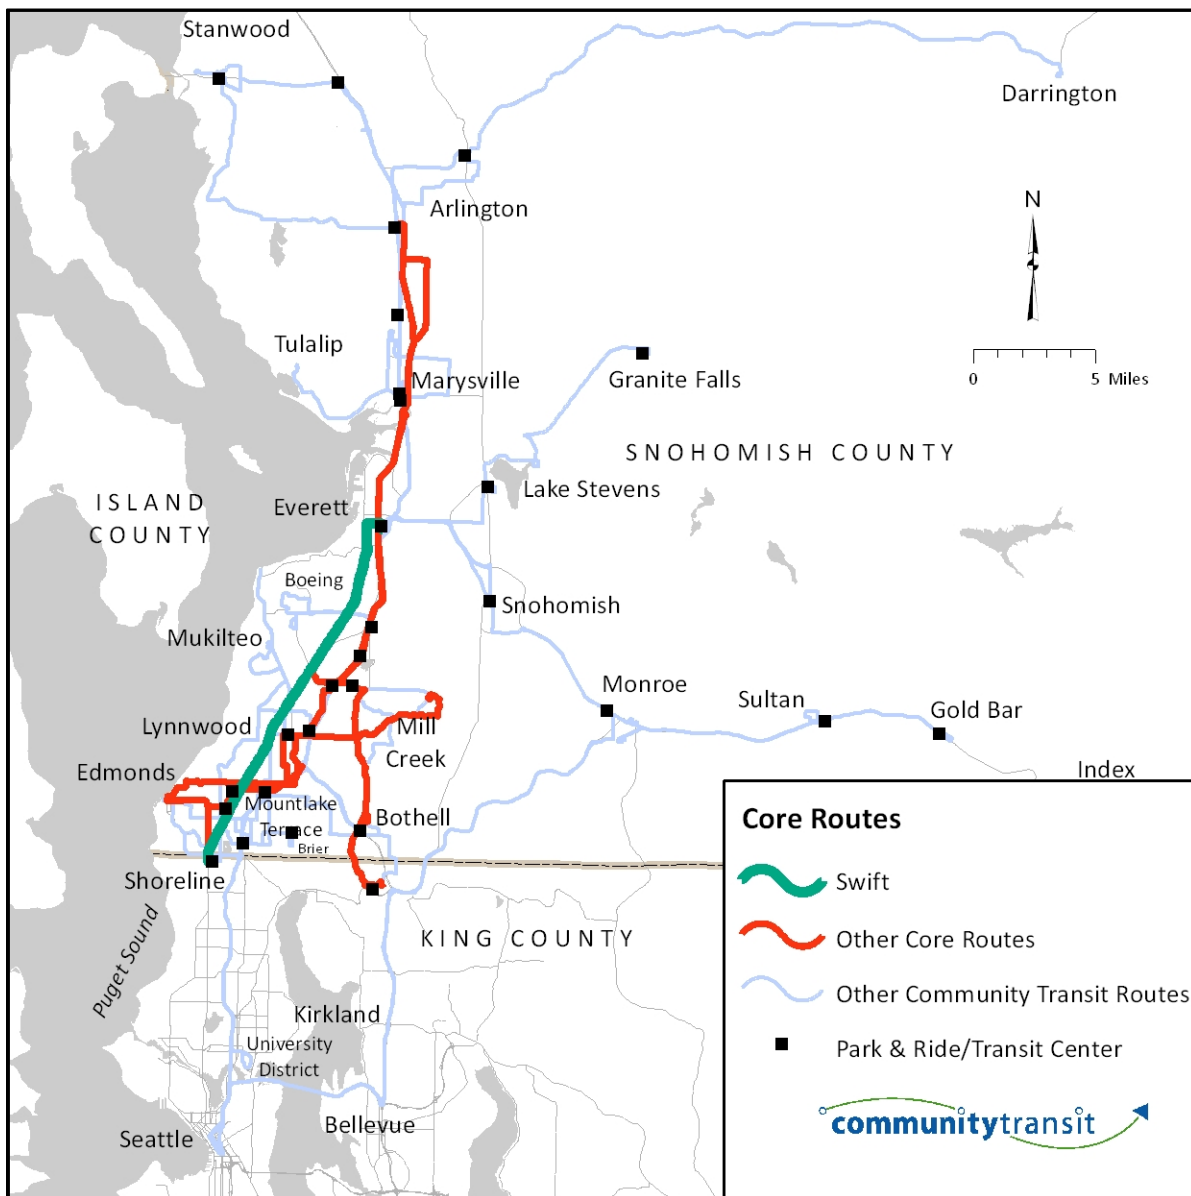 Stanwood
Darrington
N
Arlington
Tulalip
0 5 Miles
Marysville
Granite Falls
SNOHOMISH COUNTY
ISLAND
COUNTY
Lake Stevens
Everett
Boeing
Snohomish
Mukilteo
Monroe
Sultan
Gold Bar
Lynnwood
Mill
Creek
Edmonds
Index
Mountlake
Terrace
Bothell
Brier
Shoreline
Puget Sound
KING COUNTY
Kirkland
University
District
Bellevue
Seattle
Core Routes
Swift
Other Core Routes
Other Community Transit Routes
Park & Ride/Transit Center
communitytransit